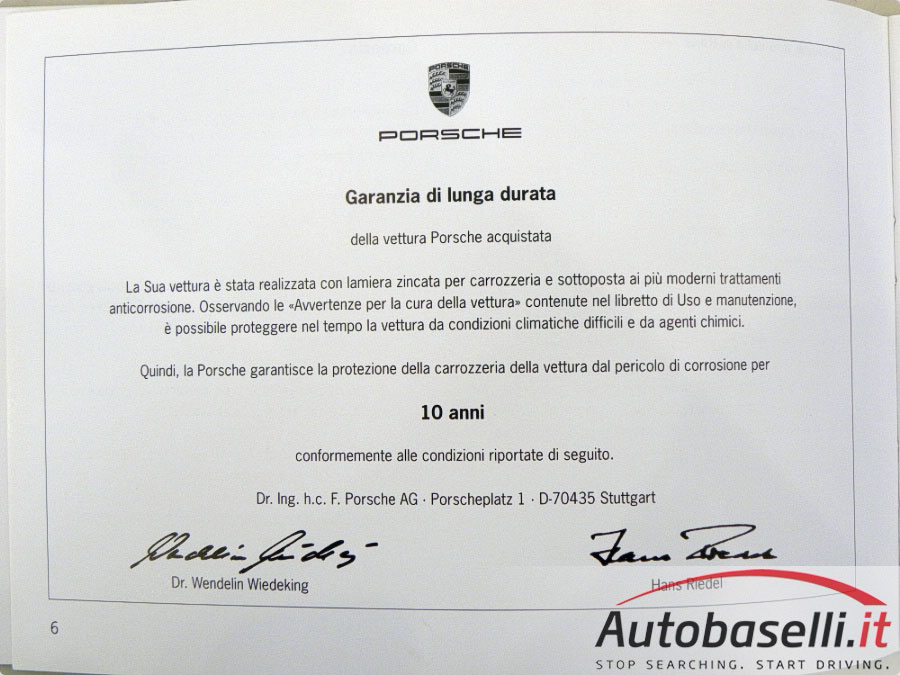 PORSCHE
PORSCHE
Garanzia di lunga durata
della vettura Porsche acquistata
La Sua vettura è stata realizzata con lamiera zincata per carrozzeria e sottoposta ai più moderni trattamenti
anticorrosione. Osservando le «Avvertenze per la cura della vettura» contenute nel libretto di Uso e manutenzione,
è possibile proteggere nel tempo la vettura da condizioni climatiche difficili e da agenti chimici.
Quindi, la Porsche garantisce la protezione della carrozzeria della vettura dal pericolo di corrosione per
10 anni
conformemente alle condizioni riportate di seguito.
Dr. Ing. h.c. F. Porsche AG · Porscheplatz 1 · D-70435 Stuttgart
Dr. Wendelin Wiedeking
Hans Riedel
6
Autobaselli.it
STOP SEARCHING. START DRIVING.